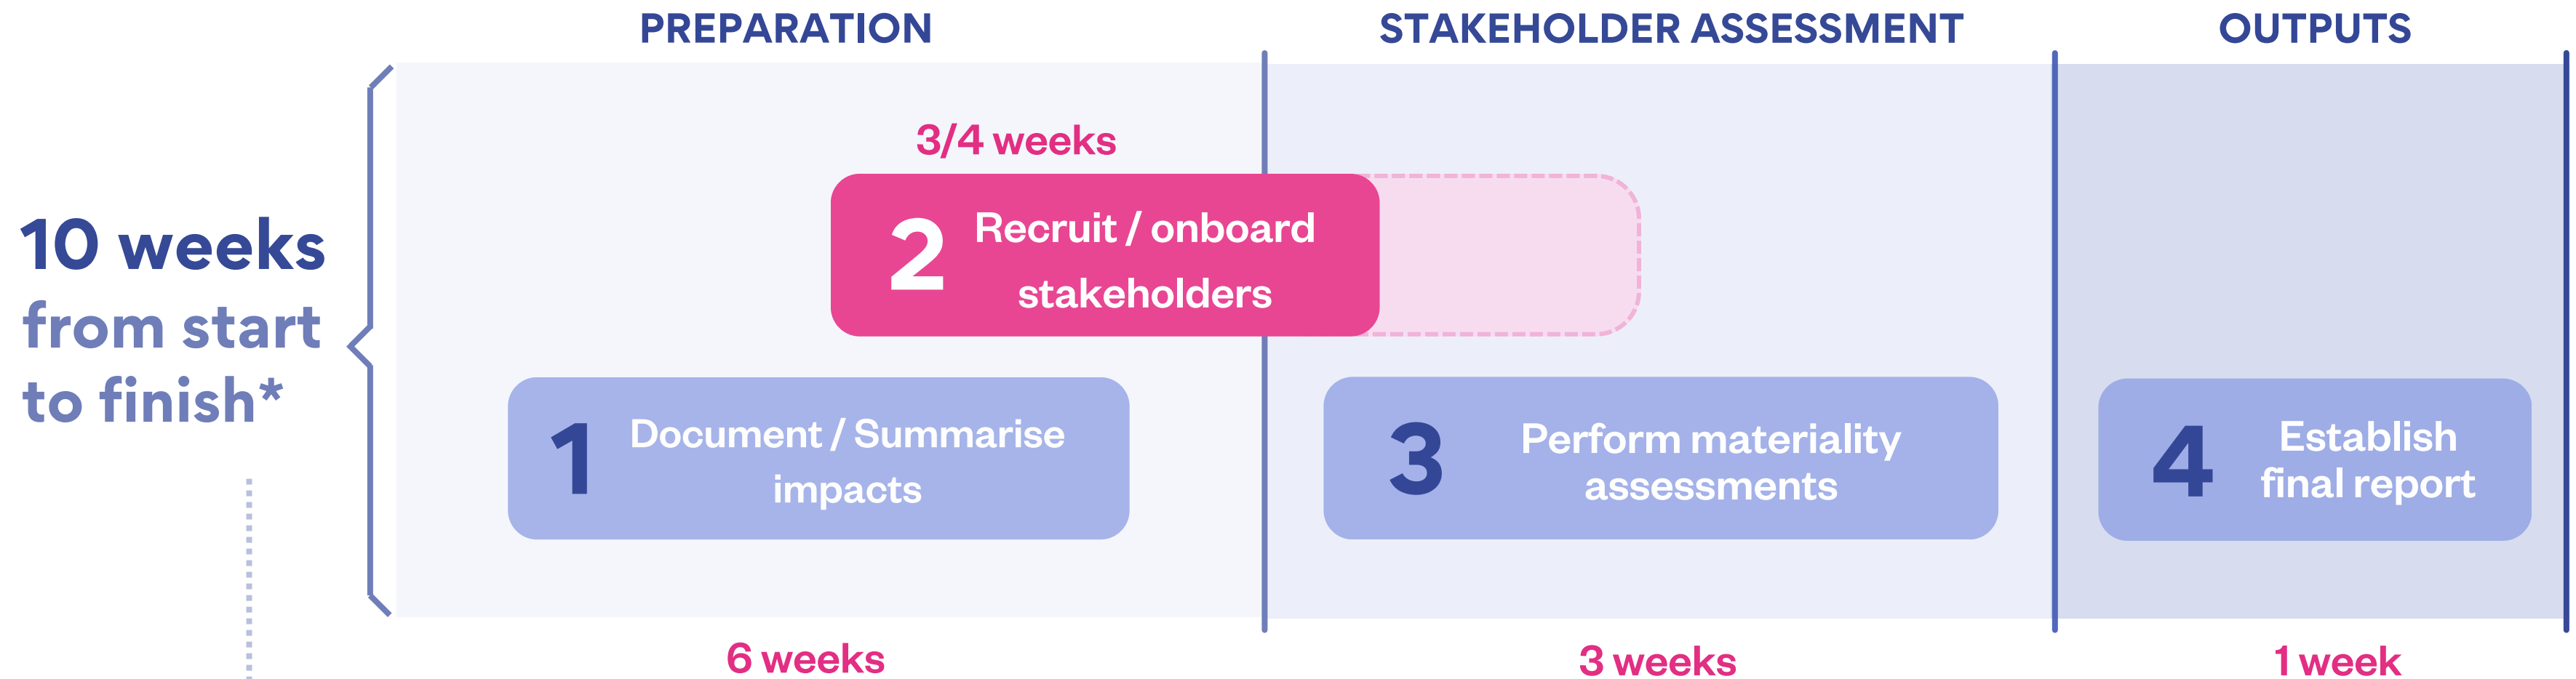 PREPARATION
STAKEHOLDER ASSESSMENT
OUTPUTS
10 weeks
from start
to finish*
3/4 weeks
2
Recruit / onboard
stakeholders
1
Document / Summarise
impacts
3
Perform materiality
assessments
4
Establish
final report
6 weeks
3 weeks
1 week